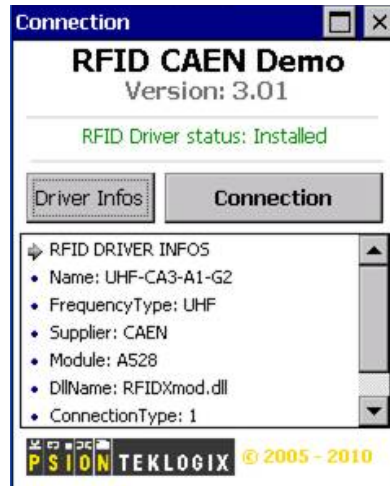 Connection
RFID CAEN Demo
Version: 3.01
RFID Driver status: Installed
Driver Infos
Connection
RFID DRIVER INFOS
Name: UHF-CA3-A1-G2
FrequencyType: UHF
Supplier: CAEN
Module: A528
DllName: RFIDXmod.dll
ConnectionType: 1
PSION TEKLOGIX © 2005 - 2010